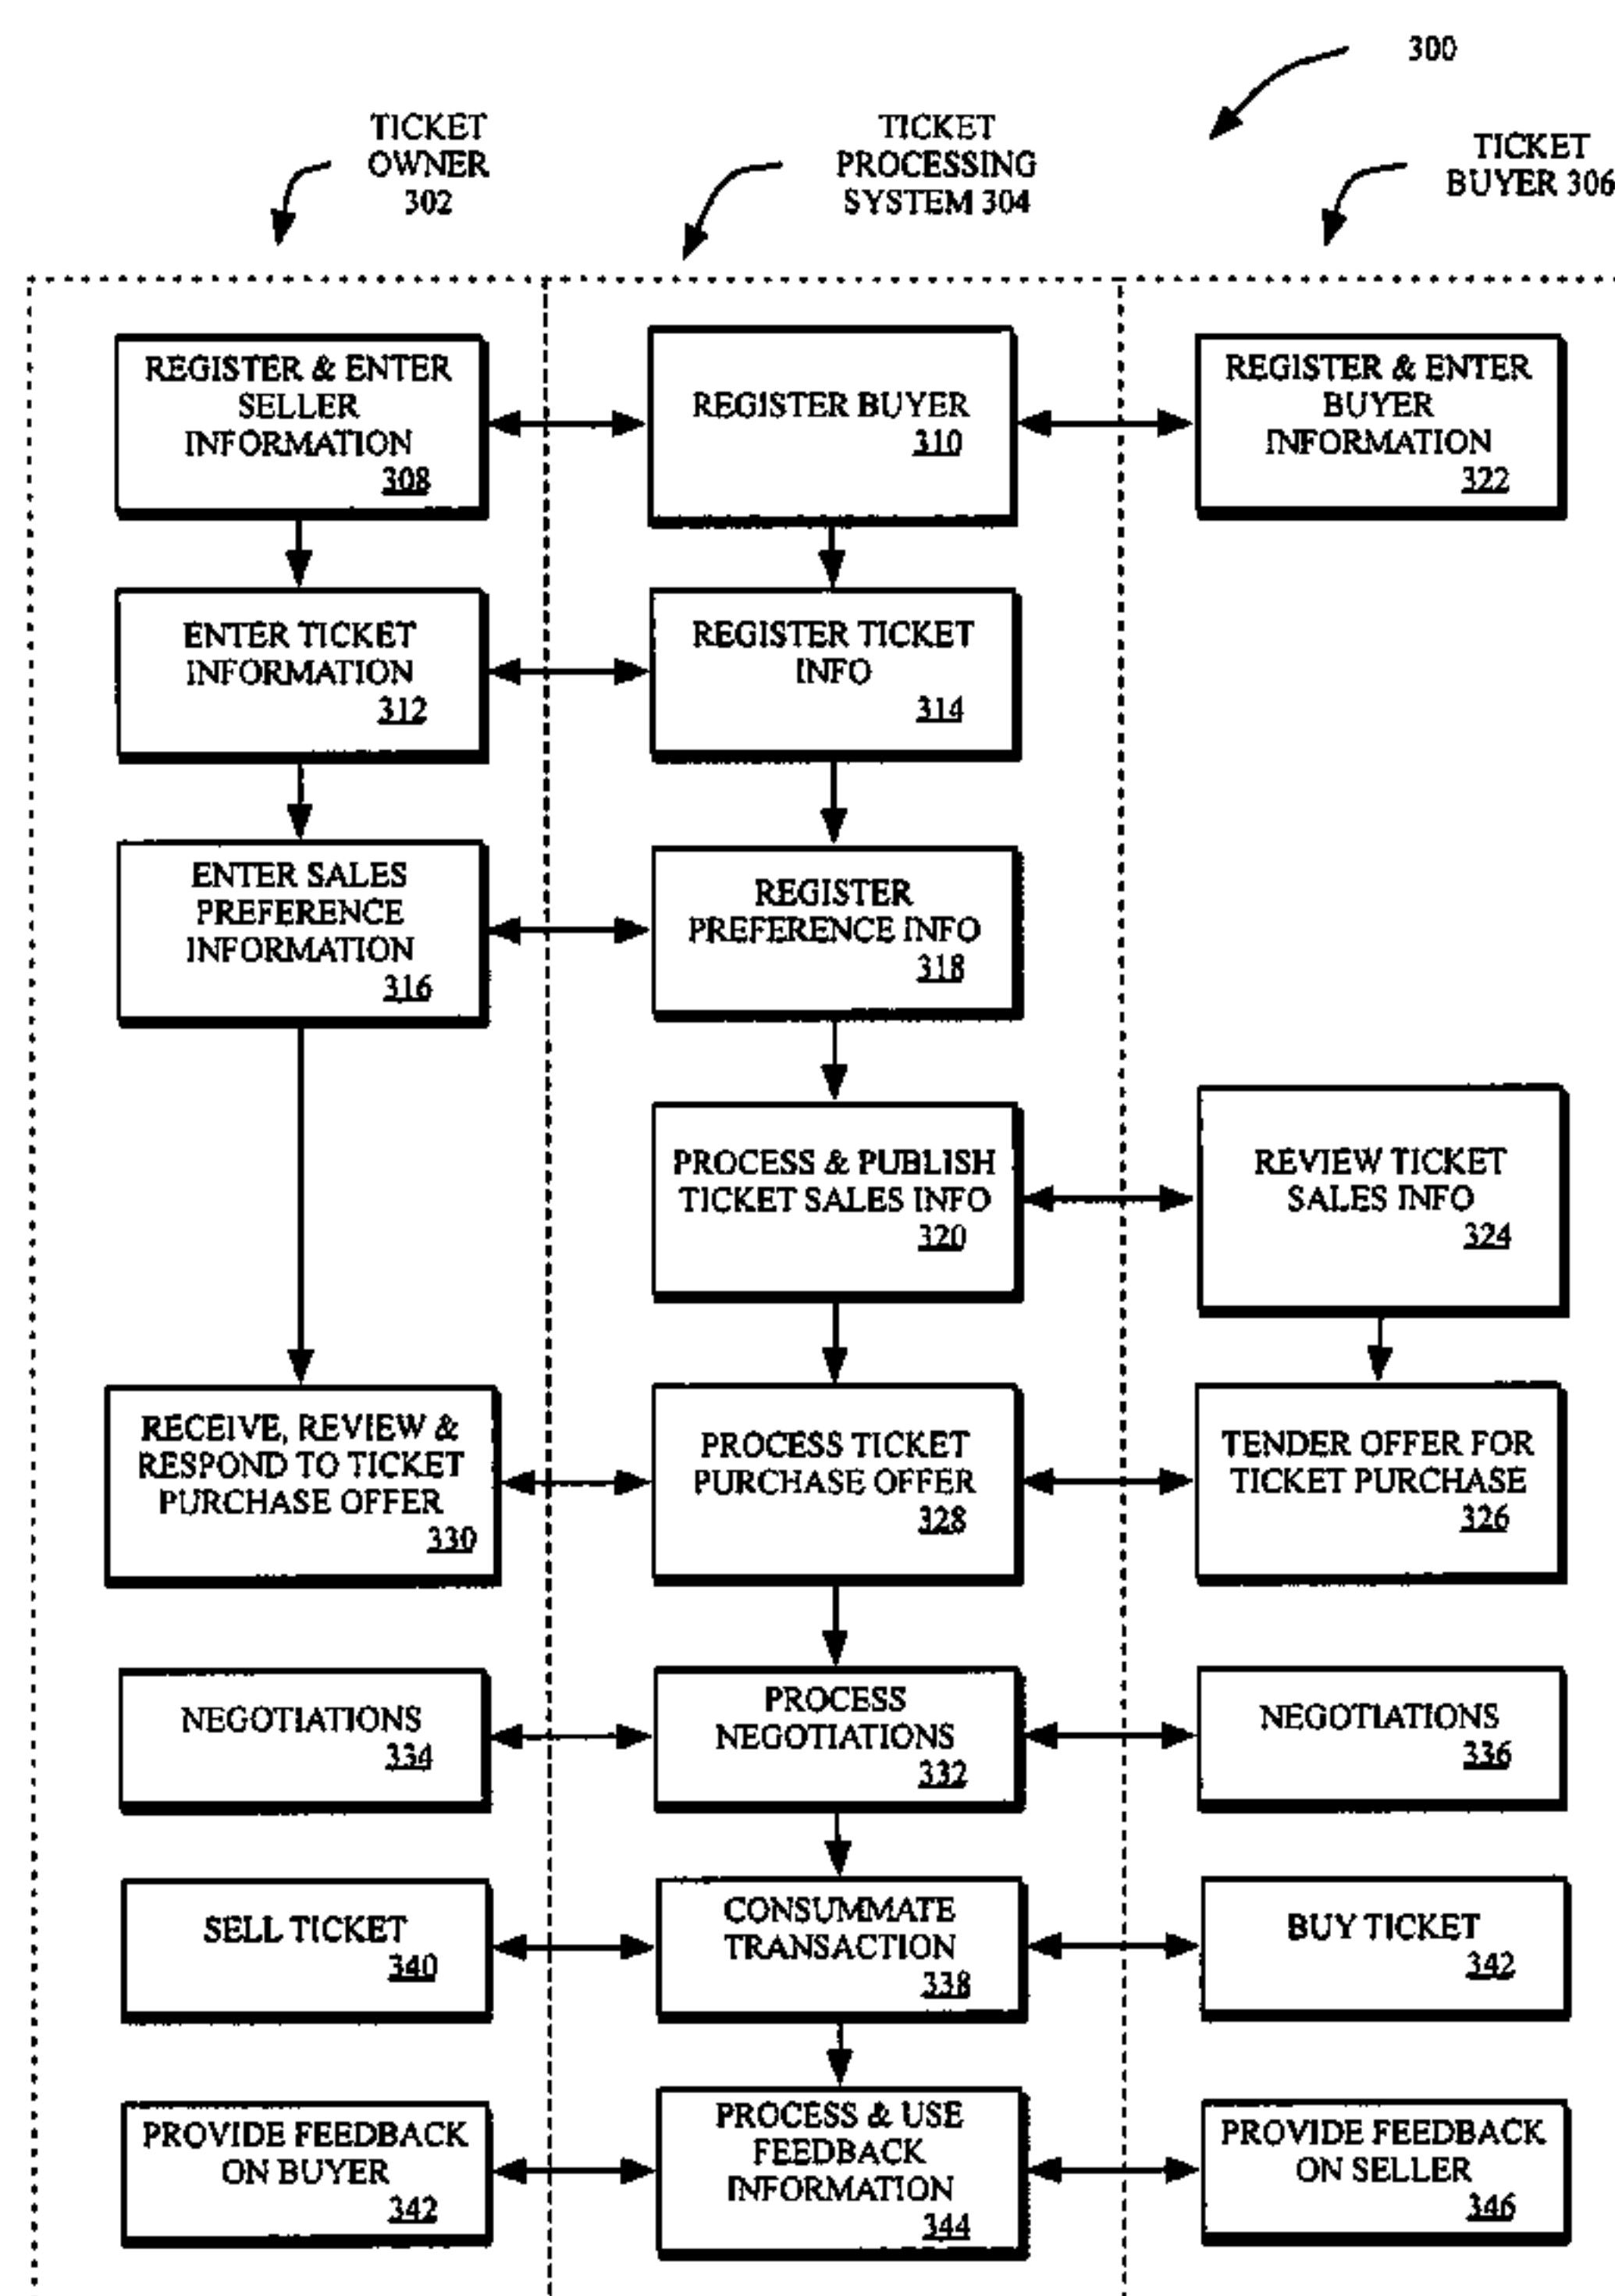 300
TICKET
OWNER
302
TICKET
PROCESSING
SYSTEM 304
TICKET
BUYER 306
REGISTER & ENTER
SELLER
INFORMATION
308
REGISTER BUYER
310
REGISTER & ENTER
BUYER
INFORMATION
322
ENTER TICKET
INFORMATION
312
REGISTER TICKET
INFO
314
ENTER SALES
PREFERENCE
INFORMATION
316
REGISTER
PREFERENCE INFO
318
PROCESS & PUBLISH
TICKET SALES INFO
320
REVIEW TICKET
SALES INFO
324
RECEIVE, REVIEW &
RESPOND TO TICKET
PURCHASE OFFER
330
PROCESS TICKET
PURCHASE OFFER
328
TENDER OFFER FOR
TICKET PURCHASE
326
NEGOTIATIONS
334
PROCESS
NEGOTIATIONS
332
NEGOTIATIONS
336
SELL TICKET
340
CONSUMMATE
TRANSACTION
338
BUY TICKET
342
PROVIDE FEEDBACK
ON BUYER
342
PROCESS & USE
FEEDBACK
INFORMATION
344
PROVIDE FEEDBACK
ON SELLER
346